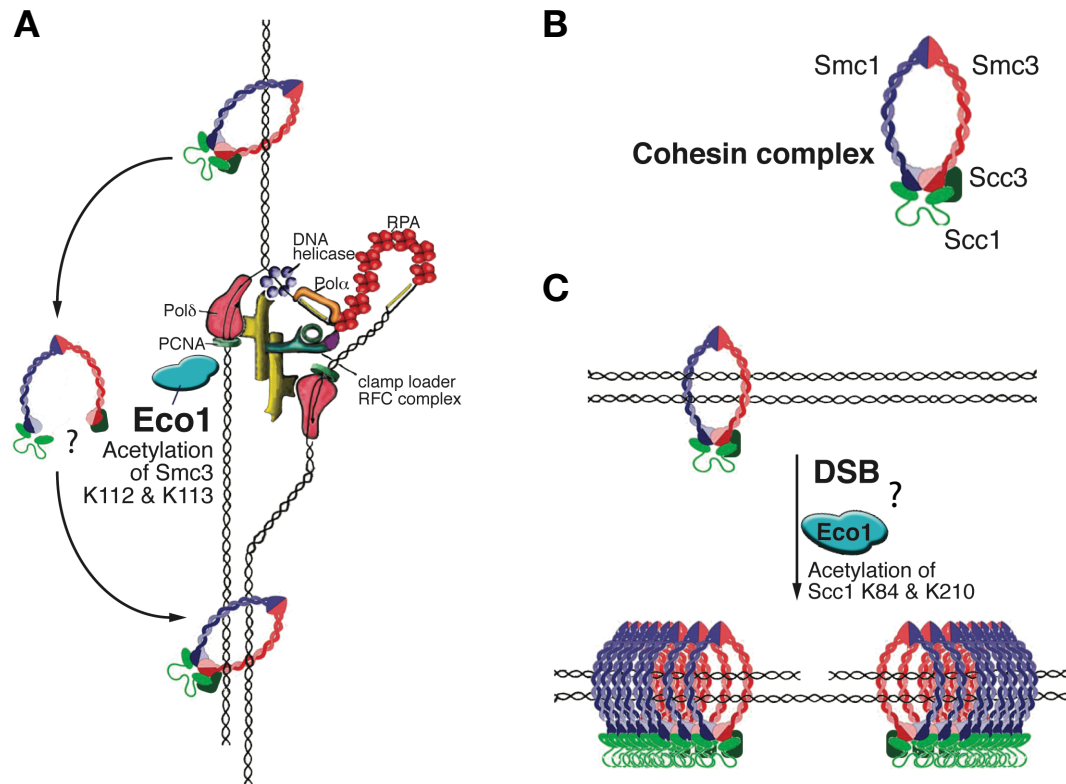 A
RPA
DNA
helicase
Polα
Polδ
PCNA
clamp loader
RFC complex
Eco1
?
Acetylation
of Smc3
K112 & K113
B
Smc1
Smc3
Cohesin complex
Scc3
Scc1
C
DSB
?
Eco1
Acetylation of
Scc1 K84 & K210